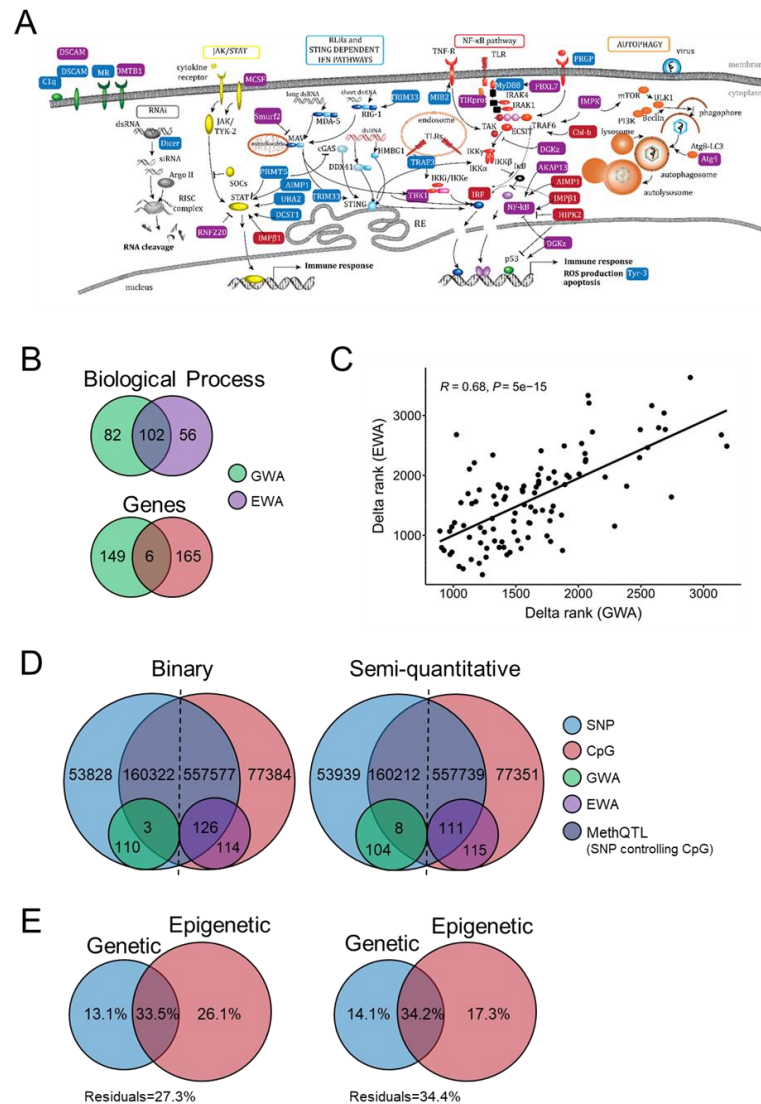 A
DSCAM
C1q
DSCAM
MR
OMTB1
JAK/STAT
cytokine
receptor
MCSF
RLRs and
STING DEPENDENT
IFN PATHWAYS
NF-κB pathway
TNF-R
TLR
PRGP
AUTOPHAGY
virus
RNAi
dsRNA
Dicer
siRNA
Argo II
RISC
complex
RNA cleavage
JAK/
TYK-2
SOCs
STAT
RNF220
Smurf2
long dsRNA
MDA-5
short dsRNA
RIG-1
TRIM33
MAV
cGAS
DDX41
HMBG1
STING
PRMT5
AIMP1
UBA2
DCST1
IMPβ1
TRIM33
endosome
TLRs
TRAF3
TBK1
IKKi/IKKe
IRF
RE
MIB2
MyD88
FBXL7
IRAK4
IRAK1
TAK
ECSIT
TRAF6
IKKγ
IKKβ
IKKα
IκB
NF-kB
IMPK
Cbl-b
DGKz
AKAP13
AIMP1
IMPβ1
HIPK2
DGKz
p53
mTOR
ULK1
PI3K
Beclin
phagophore
lysosome
Atg8-LC3
Atg4
autophagosome
autolysosome
nucleus
Immune response
Immune response
ROS production
apoptosis
Tyr-3
B
Biological Process
82
102
56
Genes
149
6
165
GWA
EWA
C
R = 0.68, P = 5e−15
Delta rank (EWA)
3000
2000
1000
1000
1500
2000
2500
3000
Delta rank (GWA)
D
Binary
53828
160322
557577
77384
3
126
110
114
Semi-quantitative
53939
160212
557739
77351
8
111
104
115
SNP
CpG
GWA
EWA
MethQTL
(SNP controlling CpG)
E
Genetic
Epigenetic
13.1%
33.5%
26.1%
Residuals=27.3%
Genetic
Epigenetic
14.1%
34.2%
17.3%
Residuals=34.4%